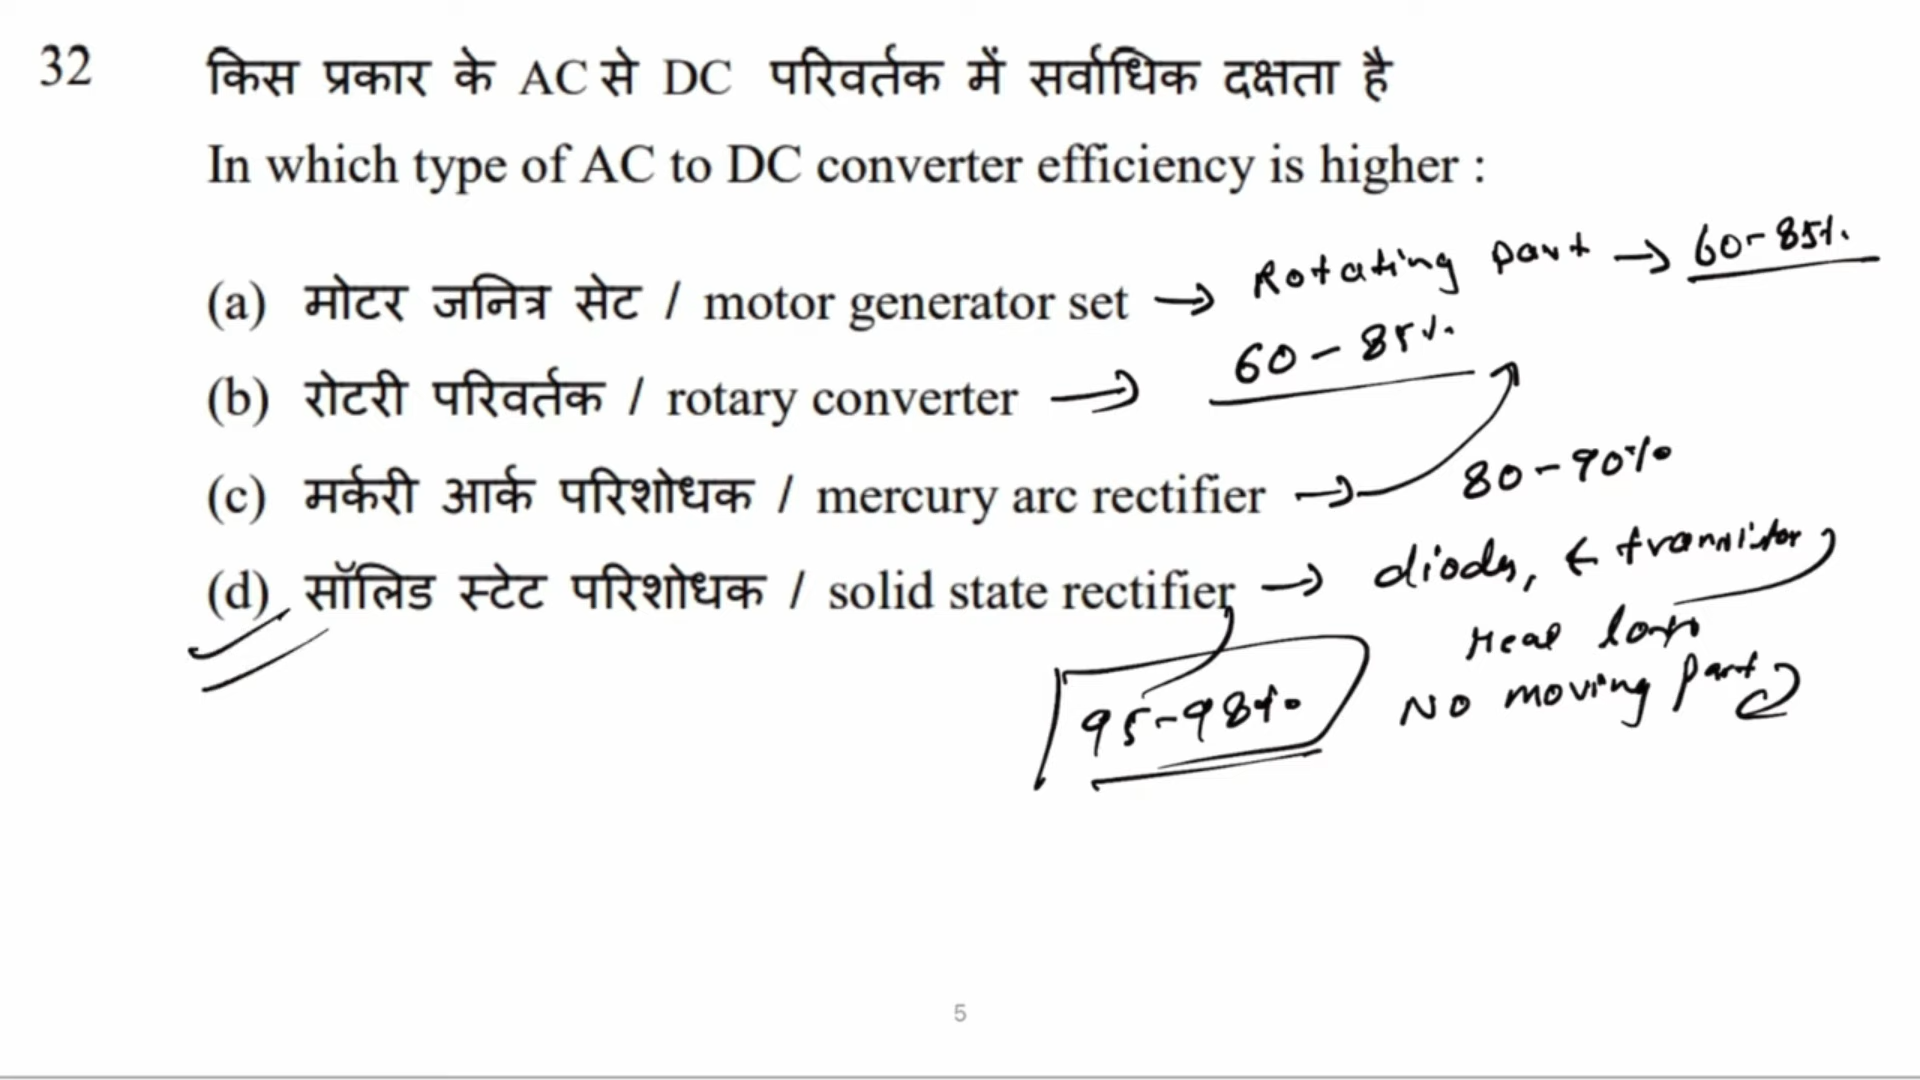 32 किस प्रकार के AC से DC परिवर्तक में सर्वाधिक दक्षता है
In which type of AC to DC converter efficiency is higher :
(a) मोटर जनित्र सेट / motor generator set → Rotating part → 60-85%
(b) रोटरी परिवर्तक / rotary converter → 60-85%
(c) मर्करी आर्क परिशोधक / mercury arc rectifier → 80-90%
(d) सॉलिड स्टेट परिशोधक / solid state rectifier → diodes, ← transistor
95-98%
No moving part
5